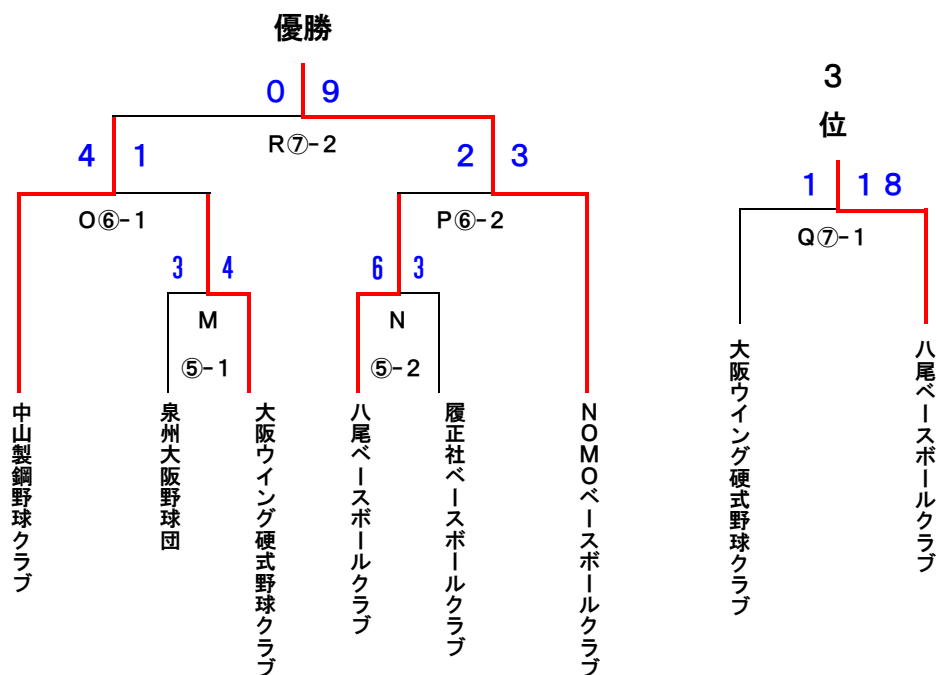 優勝
0 9
R⑦-2
4 1
2 3
O⑥-1
P⑥-2
3 4
6 3
M
⑤-1
N
⑤-2
中山製鋼野球クラブ
泉州大阪野球団
大阪ウイング硬式野球クラブ
八尾ベースボールクラブ
履正社ベースボールクラブ
NOMOベースボールクラブ
3
位
1 18
Q⑦-1
大阪ウイング硬式野球クラブ
八尾ベースボールクラブ